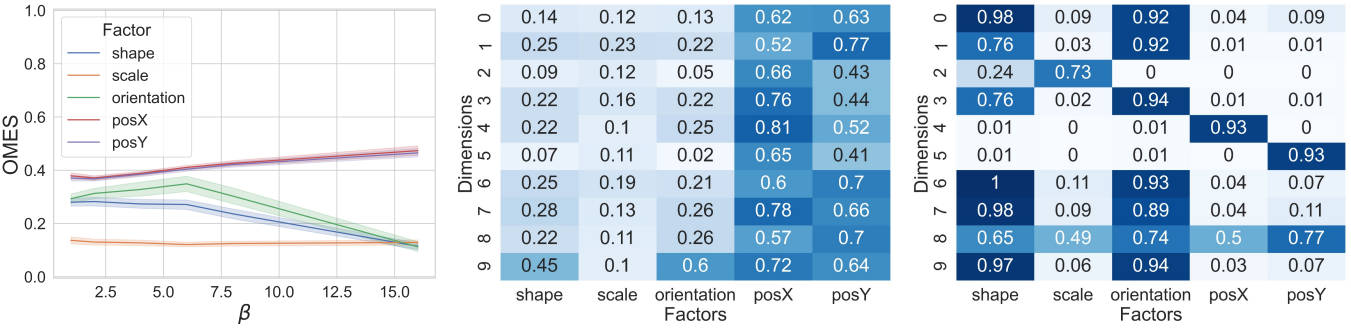 1.0
0.8
0.6
0.4
0.2
0.0
OMES
Factor
shape
scale
orientation
posX
posY
2.5 5.0 7.5 10.0 12.5 15.0
β
Dimensions
0 0.14 0.12 0.13 0.62 0.63
1 0.25 0.23 0.22 0.52 0.77
2 0.09 0.12 0.05 0.66 0.43
3 0.22 0.16 0.22 0.76 0.44
4 0.22 0.1 0.25 0.81 0.52
5 0.07 0.11 0.02 0.65 0.41
6 0.25 0.19 0.21 0.6 0.7
7 0.28 0.13 0.26 0.78 0.66
8 0.22 0.11 0.26 0.57 0.7
9 0.45 0.1 0.6 0.72 0.64
shape scale orientation posX posY
Factors
Dimensions
0 0.98 0.09 0.92 0.04 0.09
1 0.76 0.03 0.92 0.01 0.01
2 0.24 0.73 0 0 0
3 0.76 0.02 0.94 0.01 0.01
4 0.01 0 0.01 0.93 0
5 0.01 0 0.01 0 0.93
6 1 0.11 0.93 0.04 0.07
7 0.98 0.09 0.89 0.04 0.11
8 0.65 0.49 0.74 0.5 0.77
9 0.97 0.06 0.94 0.03 0.07
shape scale orientation posX posY
Factors